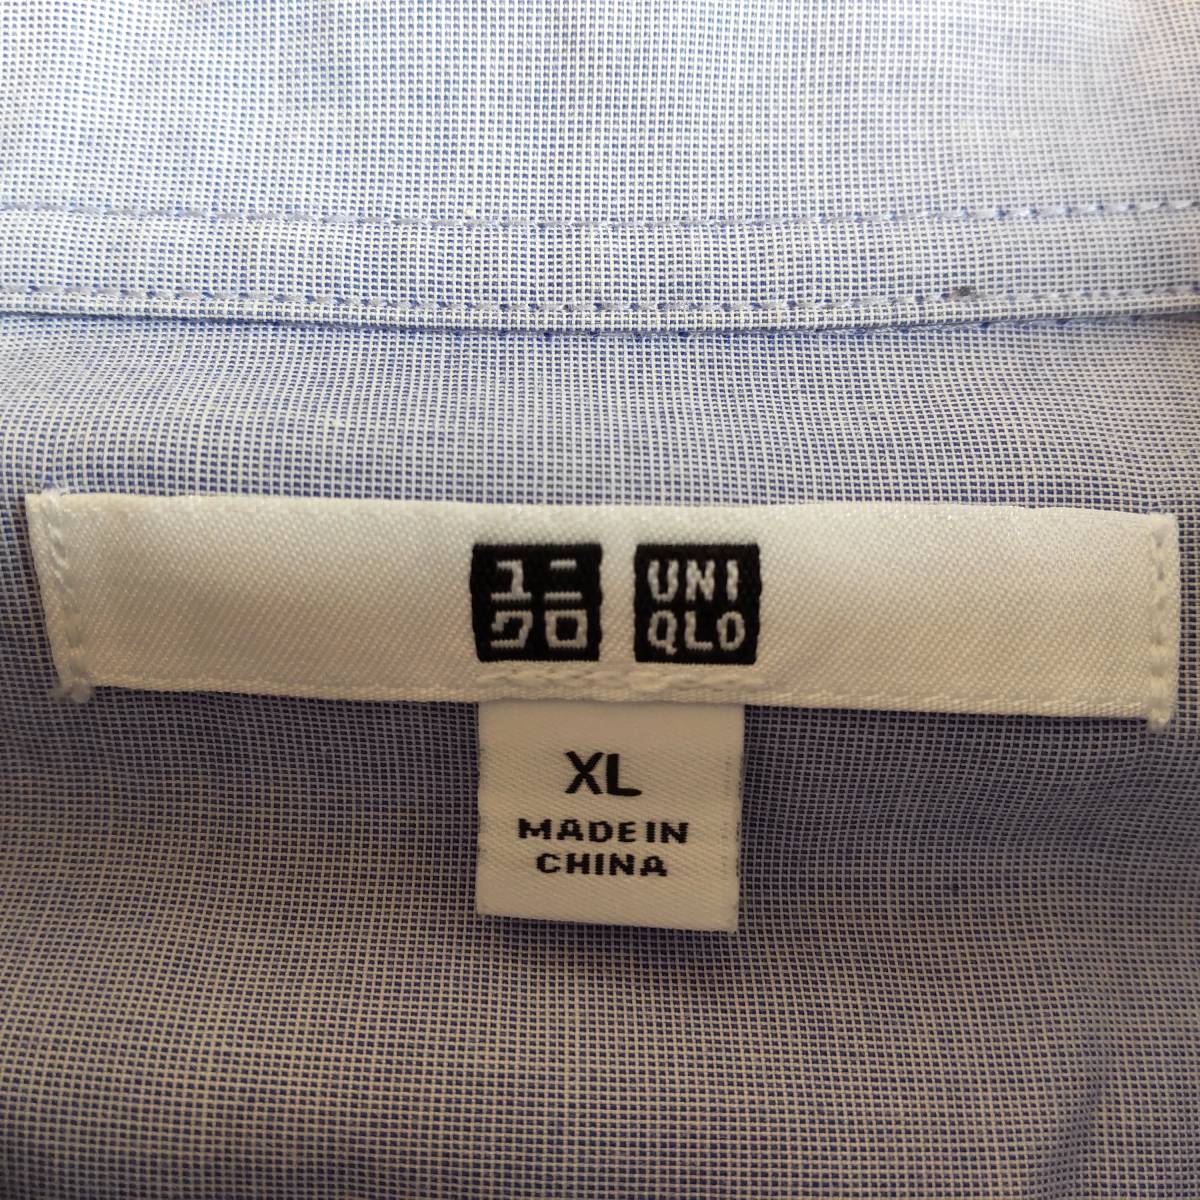 ユニ
クロ
UNI
QLO
XL
MADE IN
CHINA